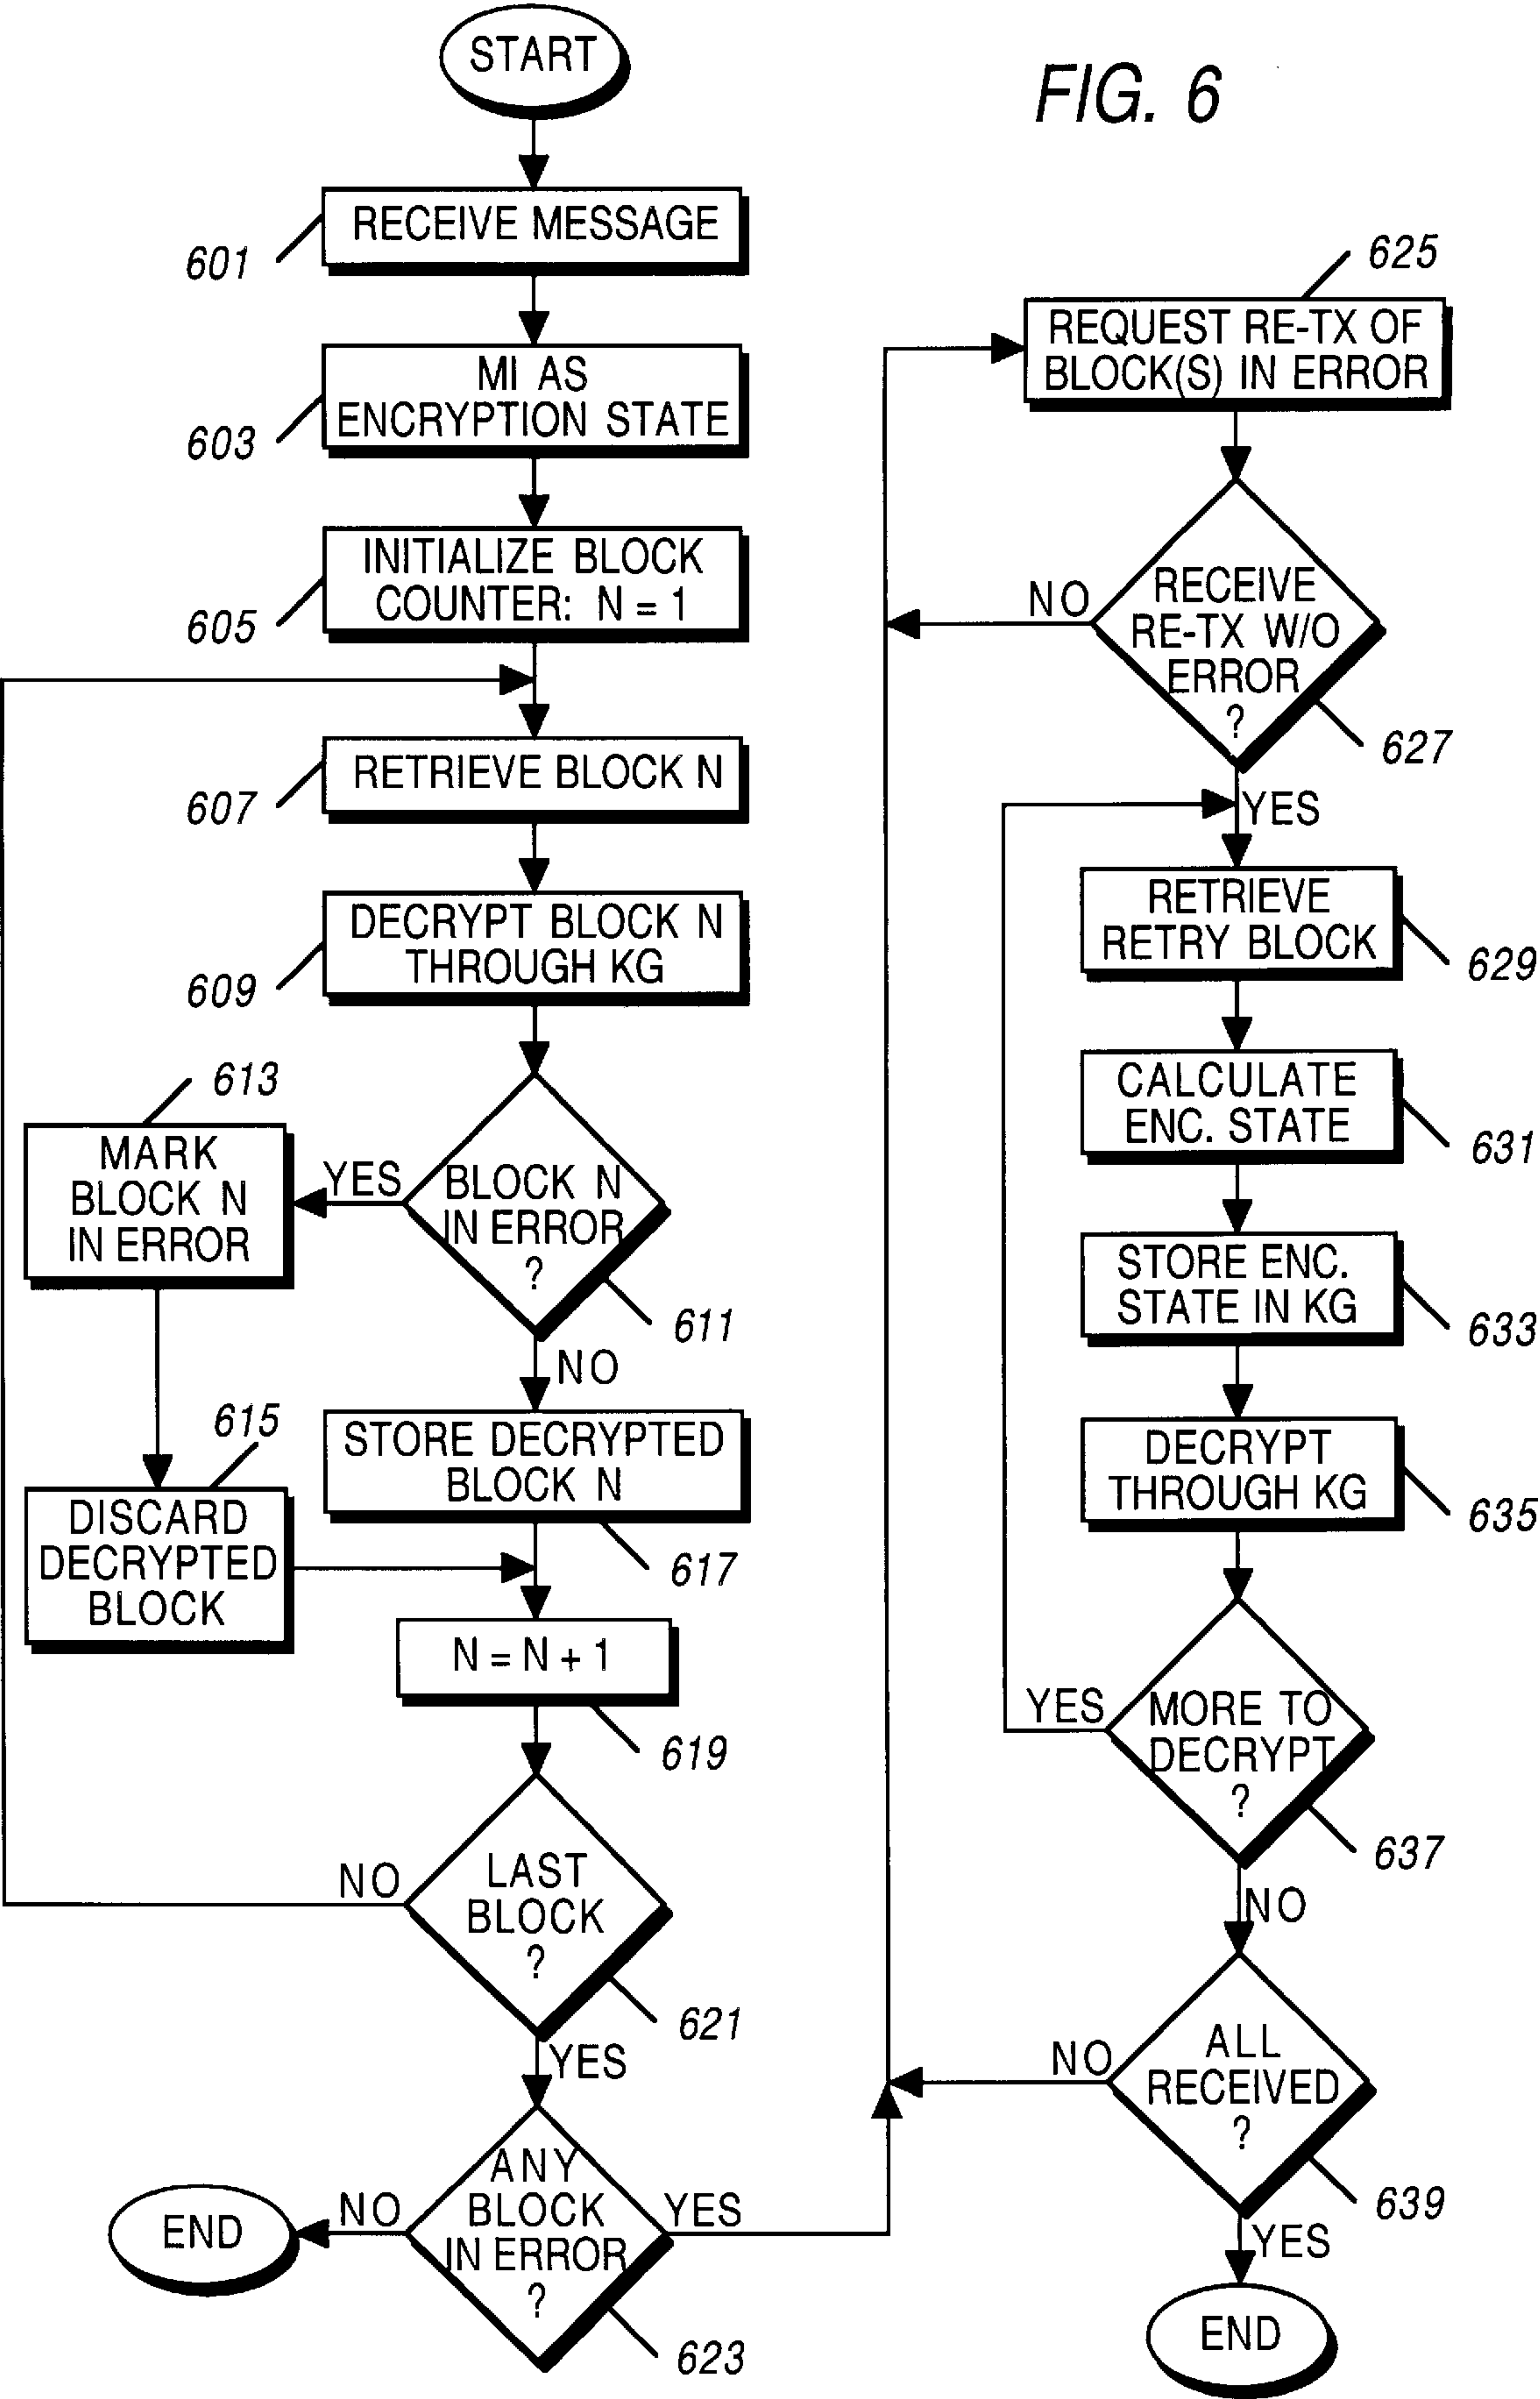 START
FIG. 6
RECEIVE MESSAGE
601
MI AS
ENCRYPTION STATE
603
INITIALIZE BLOCK
COUNTER: N = 1
605
RETRIEVE BLOCK N
607
DECRYPT BLOCK N
THROUGH KG
609
BLOCK N
IN ERROR
?
611
YES
613
MARK
BLOCK N
IN ERROR
615
DISCARD
DECRYPTED
BLOCK
NO
STORE DECRYPTED
BLOCK N
617
N = N + 1
619
LAST
BLOCK
?
621
NO
YES
ANY
BLOCK
IN ERROR
?
623
NO
END
YES
625
REQUEST RE-TX OF
BLOCK(S) IN ERROR
RECEIVE
RE-TX W/O
ERROR
?
627
NO
YES
RETRIEVE
RETRY BLOCK
629
CALCULATE
ENC. STATE
631
STORE ENC.
STATE IN KG
633
DECRYPT
THROUGH KG
635
MORE TO
DECRYPT
?
637
YES
NO
ALL
RECEIVED
?
639
NO
YES
END